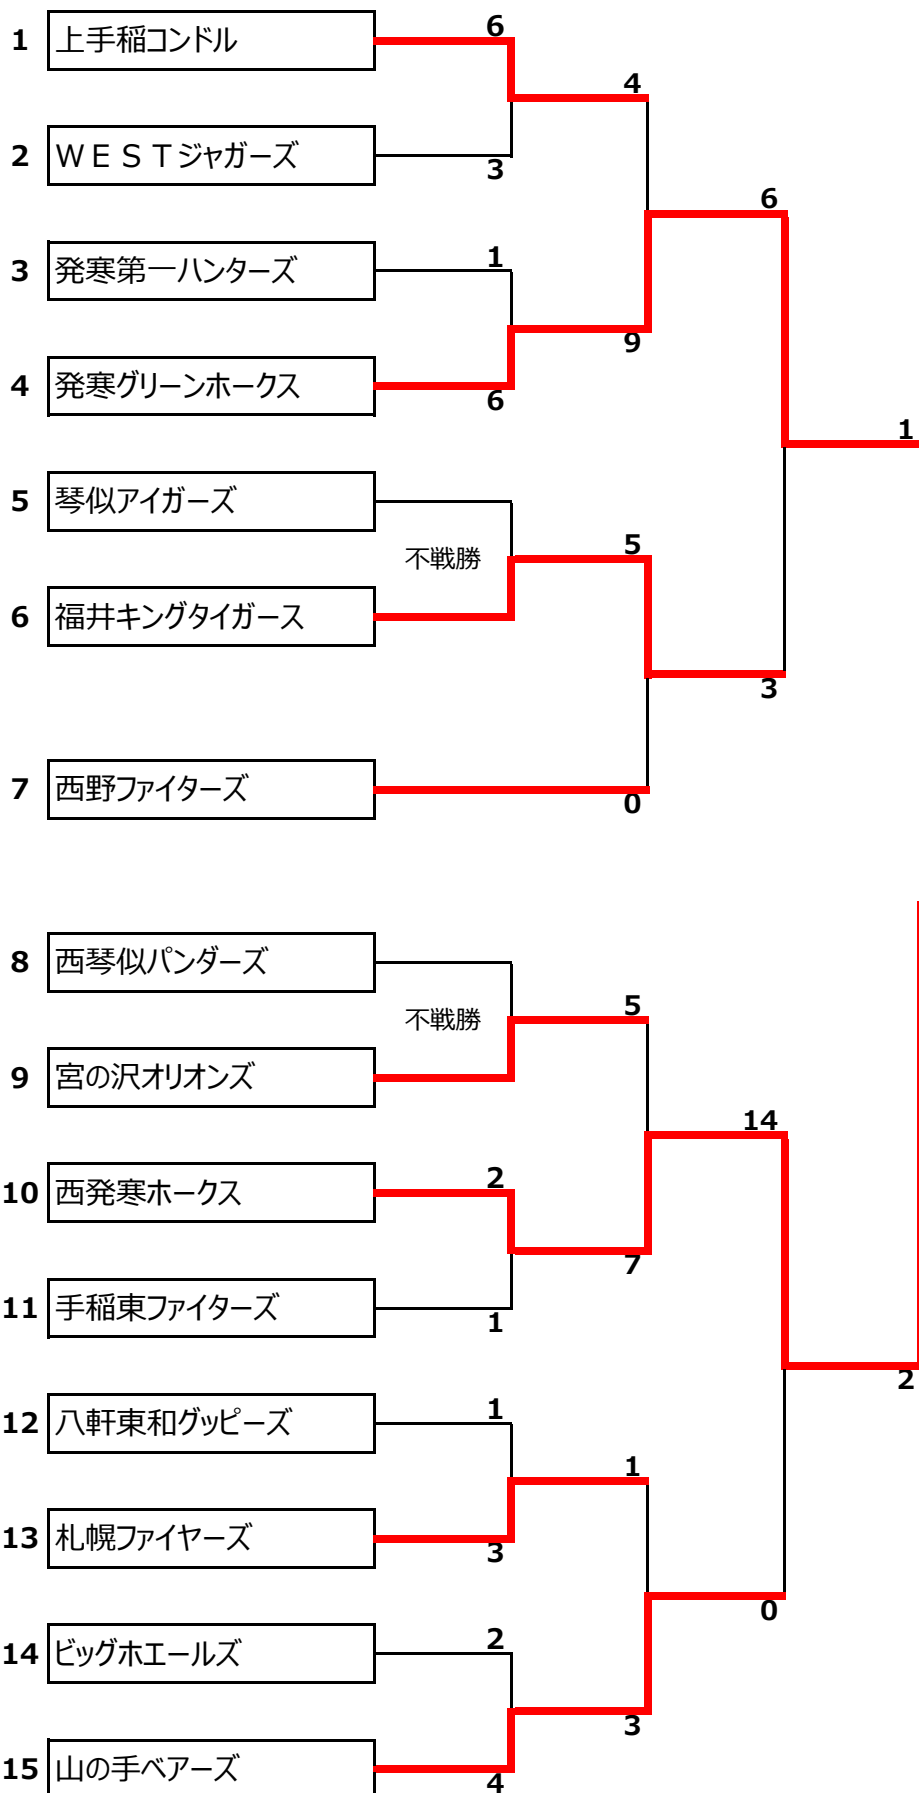 6
1 上手稲コンドル
4
2 ＷＥＳＴジャガーズ
3
6
3 発寒第一ハンターズ
1
9
4 発寒グリーンホークス
6
1
5 琴似アイガーズ
5
不戦勝
6 福井キングタイガース
3
7 西野ファイターズ
0
8 西琴似パンダーズ
5
不戦勝
9 宮の沢オリオンズ
14
2
10 西発寒ホークス
7
11 手稲東ファイターズ
1
2
1
12 八軒東和グッピーズ
1
13 札幌ファイヤーズ
3
0
2
14 ビッグホエールズ
3
15 山の手ベアーズ
4